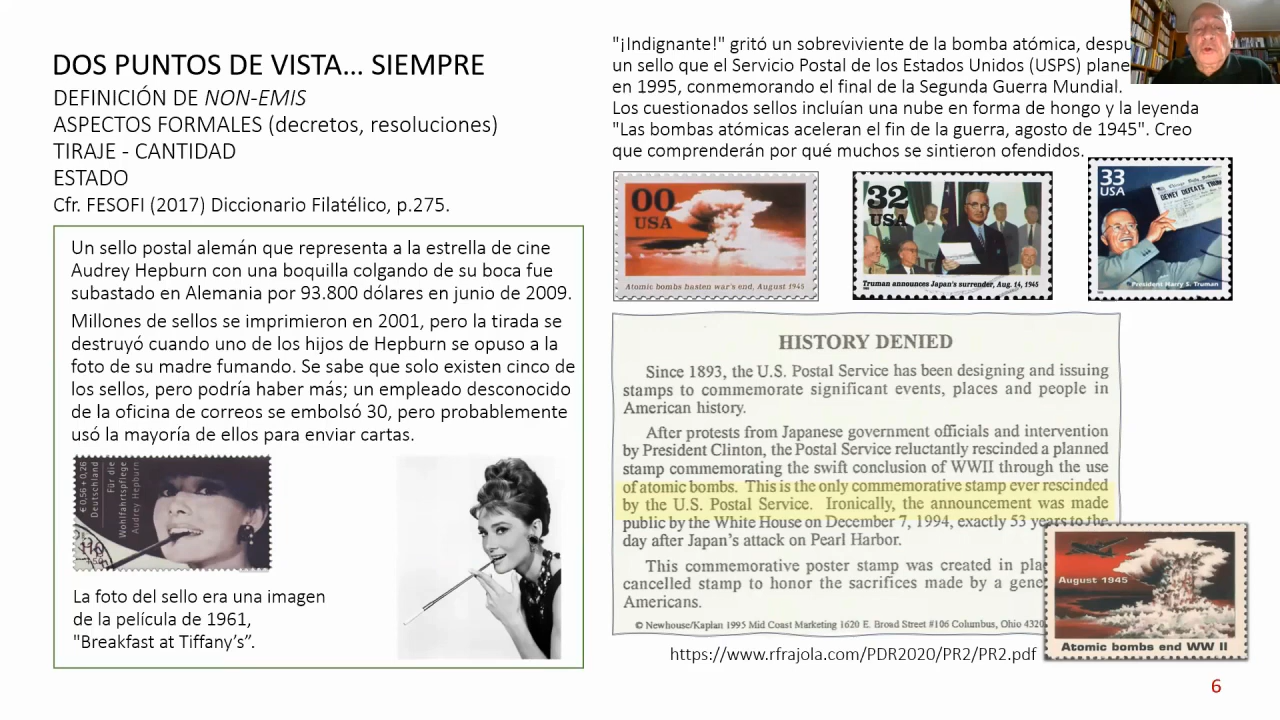 DOS PUNTOS DE VISTA... SIEMPRE
DEFINICIÓN DE NON-EMIS
ASPECTOS FORMALES (decretos, resoluciones)
TIRAJE - CANTIDAD
ESTADO
Cfr. FESOFI (2017) Diccionario Filatélico, p.275.
Un sello postal alemán que representa a la estrella de cine
Audrey Hepburn con una boquilla colgando de su boca fue
subastado en Alemania por 93.800 dólares en junio de 2009.
Millones de sellos se imprimieron en 2001, pero la tirada se
destruyó cuando uno de los hijos de Hepburn se opuso a la
foto de su madre fumando. Se sabe que solo existen cinco de
los sellos, pero podría haber más; un empleado desconocido
de la oficina de correos se embolsó 30, pero probablemente
usó la mayoría de ellos para enviar cartas.
€ 0,56 + 0,26
Deutschland
Für die
Wohlfahrtspflege
Audrey Hepburn
110
La foto del sello era una imagen
de la película de 1961,
"Breakfast at Tiffany's”.
"¡Indignante!" gritó un sobreviviente de la bomba atómica,
un sello que el Servicio Postal de los Estados Unidos (USPS)
en 1995, conmemorando el final de la Segunda Guerra Mundial.
Los cuestionados sellos incluían una nube en forma de hongo y la leyenda
"Las bombas atómicas aceleran el fin de la guerra, agosto de 1945". Creo
que comprenderán por qué muchos se sintieron ofendidos.
00
USA
Atomic bombs hasten war's end, August 1945
32
USA
Truman announces Japan's surrender, Aug. 14, 1945
33
USA
DEWEY DEFEATS
President Harry S. Truman
HISTORY DENIED
Since 1893, the U.S. Postal Service has been designing and issuing
stamps to commemorate significant events, places and people in
American history.
After protests from Japanese government officials and intervention
by President Clinton, the Postal Service reluctantly rescinded a planned
stamp commemorating the swift conclusion of WWII through the use
of atomic bombs. This is the only commemorative stamp ever rescinded
by the U.S. Postal Service. Ironically, the announcement was made
public by the White House on December 7, 1994, exactly 53 years to the
day after Japan's attack on Pearl Harbor.
This commemorative poster stamp was created in
cancelled stamp to honor the sacrifices made by a
Americans.
© Newhouse/Kaplan 1995 Mid Coast Marketing 1620 E. Broad Street #106 Columbus, Ohio
August 1945
Atomic bombs end WW II
https://www.rfrajola.com/PDR2020/PR2/PR2.pdf
6